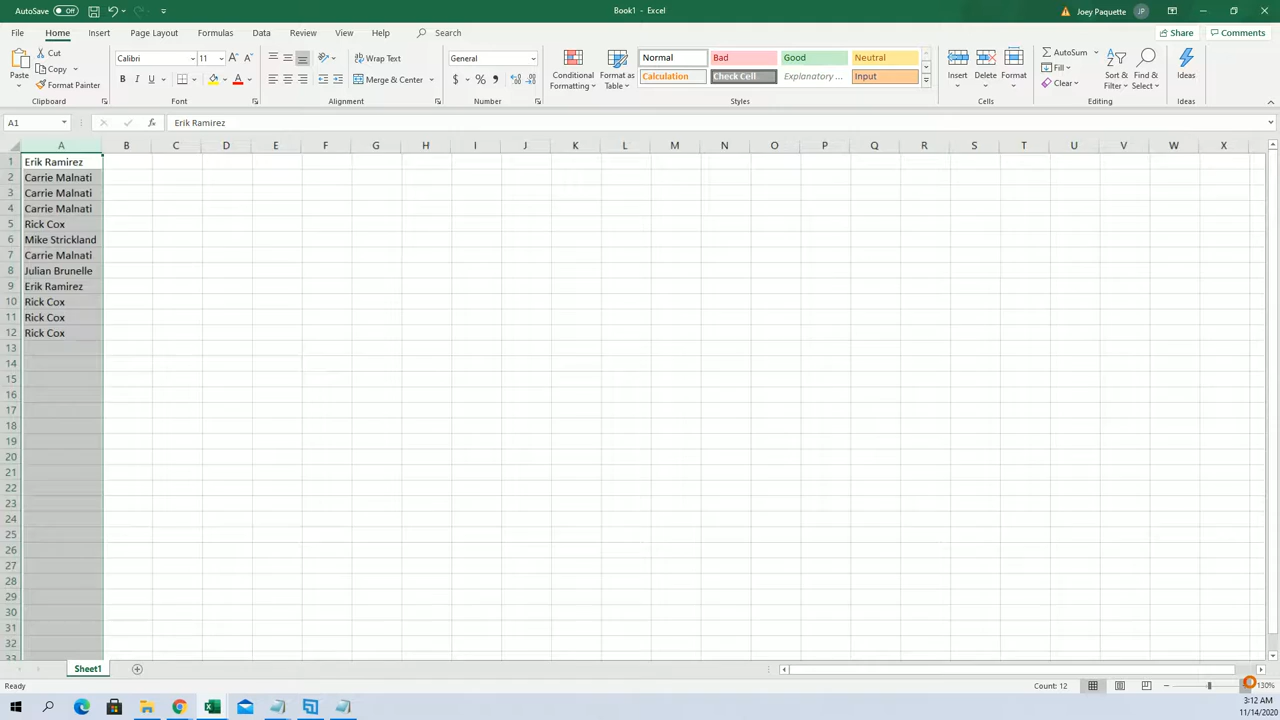 AutoSave Off Book1 - Excel Joey Paquette JP
File Home Insert Page Layout Formulas Data Review View Help Search Share Comments
Paste Cut Copy Format Painter Clipboard
Calibri 11 A A B I U A Font
Wrap Text Merge & Center Alignment
General $ % Number
Conditional Formatting Format as Table
Normal Bad Good Neutral
Calculation Check Cell Explanatory ... Input
Styles
Insert Delete Format Cells
AutoSum Fill Clear Sort & Filter Find & Select Editing
Ideas Ideas
A1 fx Erik Ramirez
A B C D E F G H I J K L M N O P Q R S T U V W X
1 Erik Ramirez
2 Carrie Malnati
3 Carrie Malnati
4 Carrie Malnati
5 Rick Cox
6 Mike Strickland
7 Carrie Malnati
8 Julian Brunelle
9 Erik Ramirez
10 Rick Cox
11 Rick Cox
12 Rick Cox
13
14
15
16
17
18
19
20
21
22
23
24
25
26
27
28
29
30
31
32
33
Sheet1
Ready Count: 12 130%
3:12 AM
11/14/2020